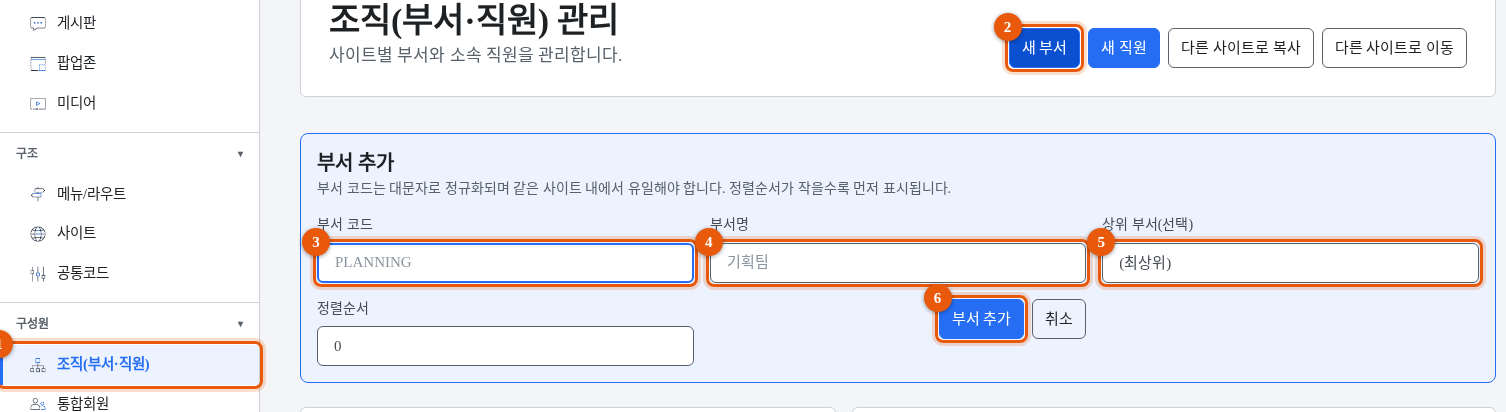 게시판
팝업존
미디어
구조 ▼
메뉴/라우트
사이트
공통코드
구성원 ▼
1
조직(부서·직원)
통합회원
조직(부서·직원) 관리
사이트별 부서와 소속 직원을 관리합니다.
2
새 부서 새 직원 다른 사이트로 복사 다른 사이트로 이동
부서 추가
부서 코드는 대문자로 정규화되며 같은 사이트 내에서 유일해야 합니다. 정렬순서가 작을수록 먼저 표시됩니다.
부서 코드 부서명 상위 부서(선택)
3 4 5
PLANNING 기획팀 (최상위)
정렬순서
0
6
부서 추가 취소